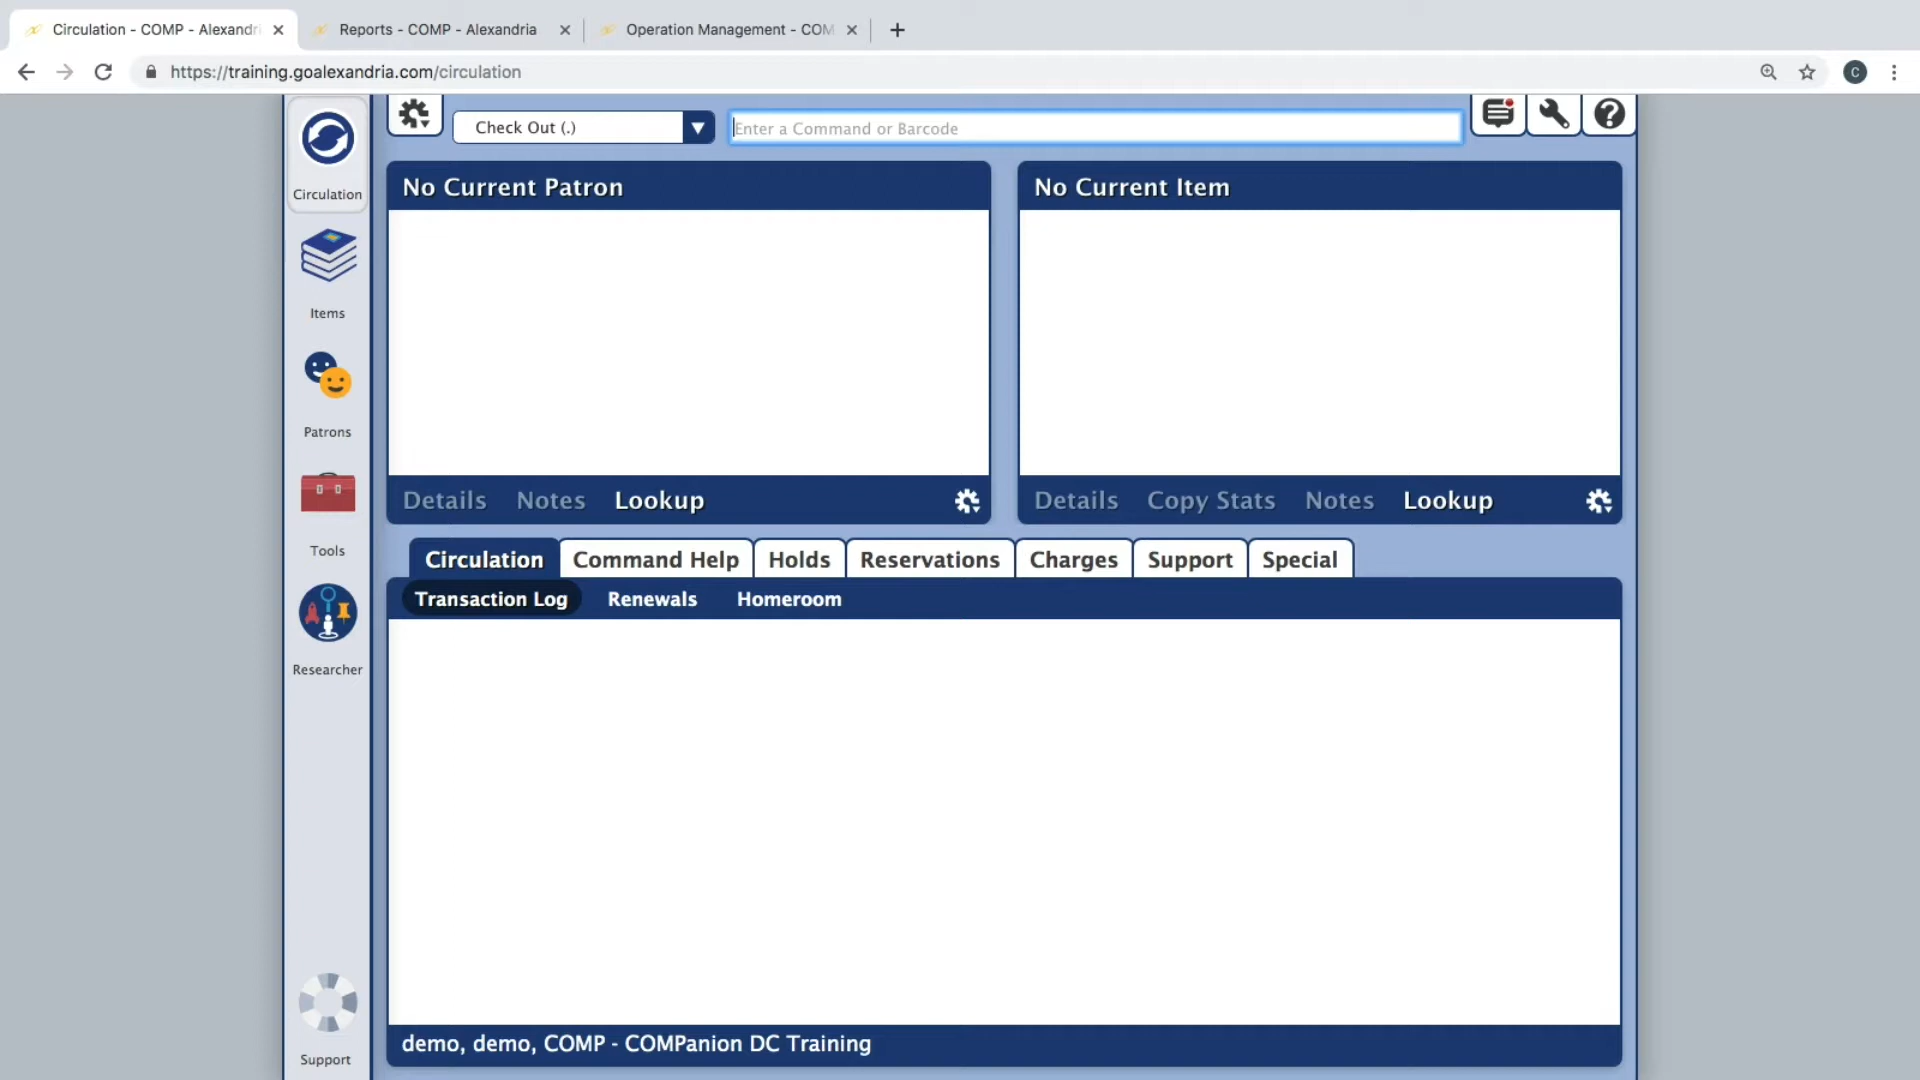 Circulation - COMP - Alexandri
Reports - COMP - Alexandria
Operation Management - COM
https://training.goalexandria.com/circulation
C
Circulation
Items
Patrons
Tools
Researcher
Support
Check Out (.)
Enter a Command or Barcode
No Current Patron
No Current Item
Details Notes Lookup
Details Copy Stats Notes Lookup
Circulation Command Help Holds Reservations Charges Support Special
Transaction Log Renewals Homeroom
demo, demo, COMP - COMPanion DC Training